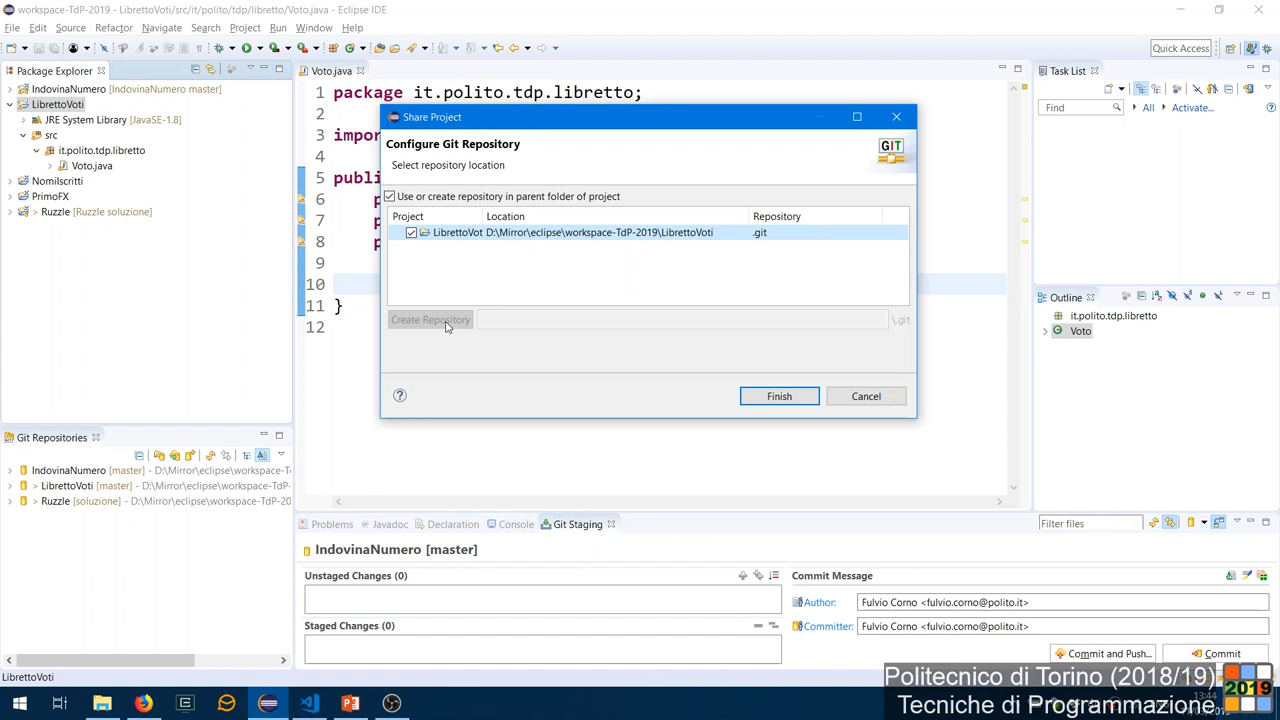 workspace-TdP-2019 - LibrettoVoti/src/it/polito/tdp/libretto/Voto.java - Eclipse IDE
File Edit Source Refactor Navigate Search Project Run Window Help
Quick Access
Package Explorer
IndovinaNumero [IndovinaNumero master]
LibrettoVoti
JRE System Library [JavaSE-1.8]
src
it.polito.tdp.libretto
Voto.java
NomiIscritti
PrimoFX
> Ruzzle [Ruzzle soluzione]
Voto.java
1 package it.polito.tdp.libretto;
2
3 impor
4
5 publi
6 p
7 p
8 p
9
10
11 }
12
Share Project
Configure Git Repository
Select repository location
GIT
Use or create repository in parent folder of project
Project Location Repository
LibrettoVot D:\Mirror\eclipse\workspace-TdP-2019\LibrettoVoti .git
Create Repository \.git
Finish Cancel
Task List
Find All Activate...
Outline
it.polito.tdp.libretto
Voto
Git Repositories
IndovinaNumero [master] - D:\Mirror\eclipse\workspace-T
> LibrettoVoti [master] - D:\Mirror\eclipse\workspace-Td
> Ruzzle [soluzione] - D:\Mirror\eclipse\workspace-TdP-20
Problems Javadoc Declaration Console Git Staging
Filter files
IndovinaNumero [master]
Unstaged Changes (0)
Staged Changes (0)
Commit Message
Author: Fulvio Corno <fulvio.corno@polito.it>
Committer: Fulvio Corno <fulvio.corno@polito.it>
Commit and Push... Commit
LibrettoVoti
Politecnico di Torino (2018/19)
Tecniche di Programmazione
2019
13:44